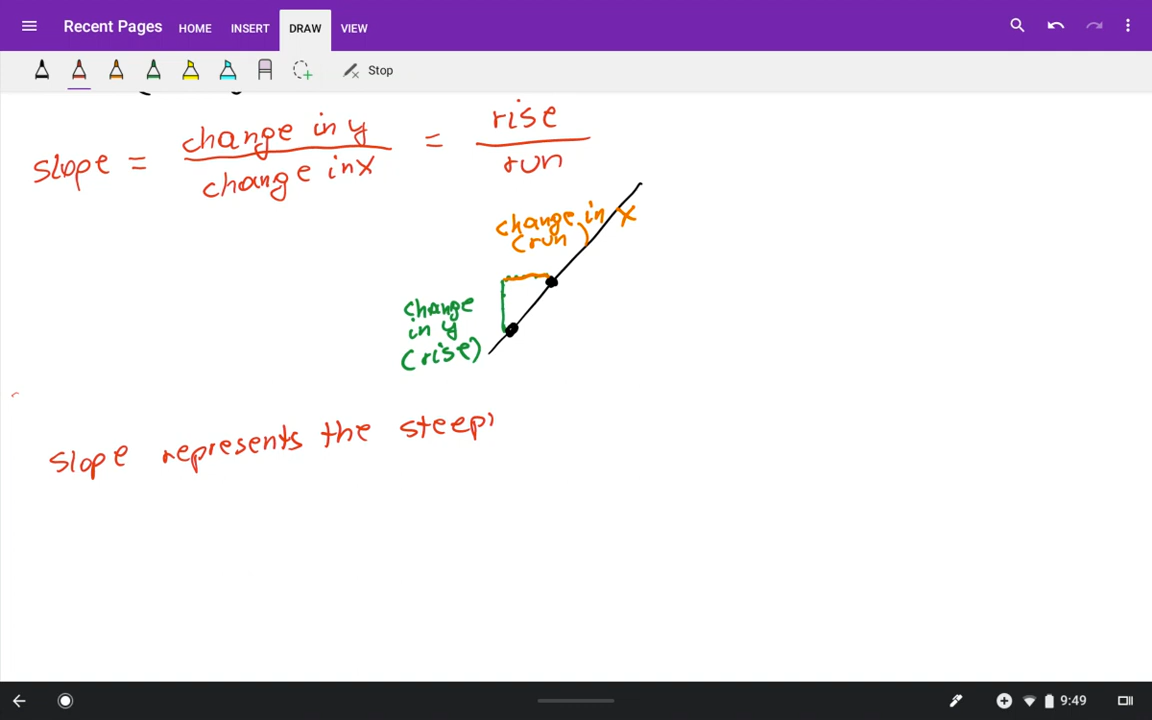 Recent Pages HOME INSERT DRAW VIEW
Stop
slope = change in y / change in x = rise / run
change in x
(run)
change
in y
(rise)
slope represents the steep
9:49